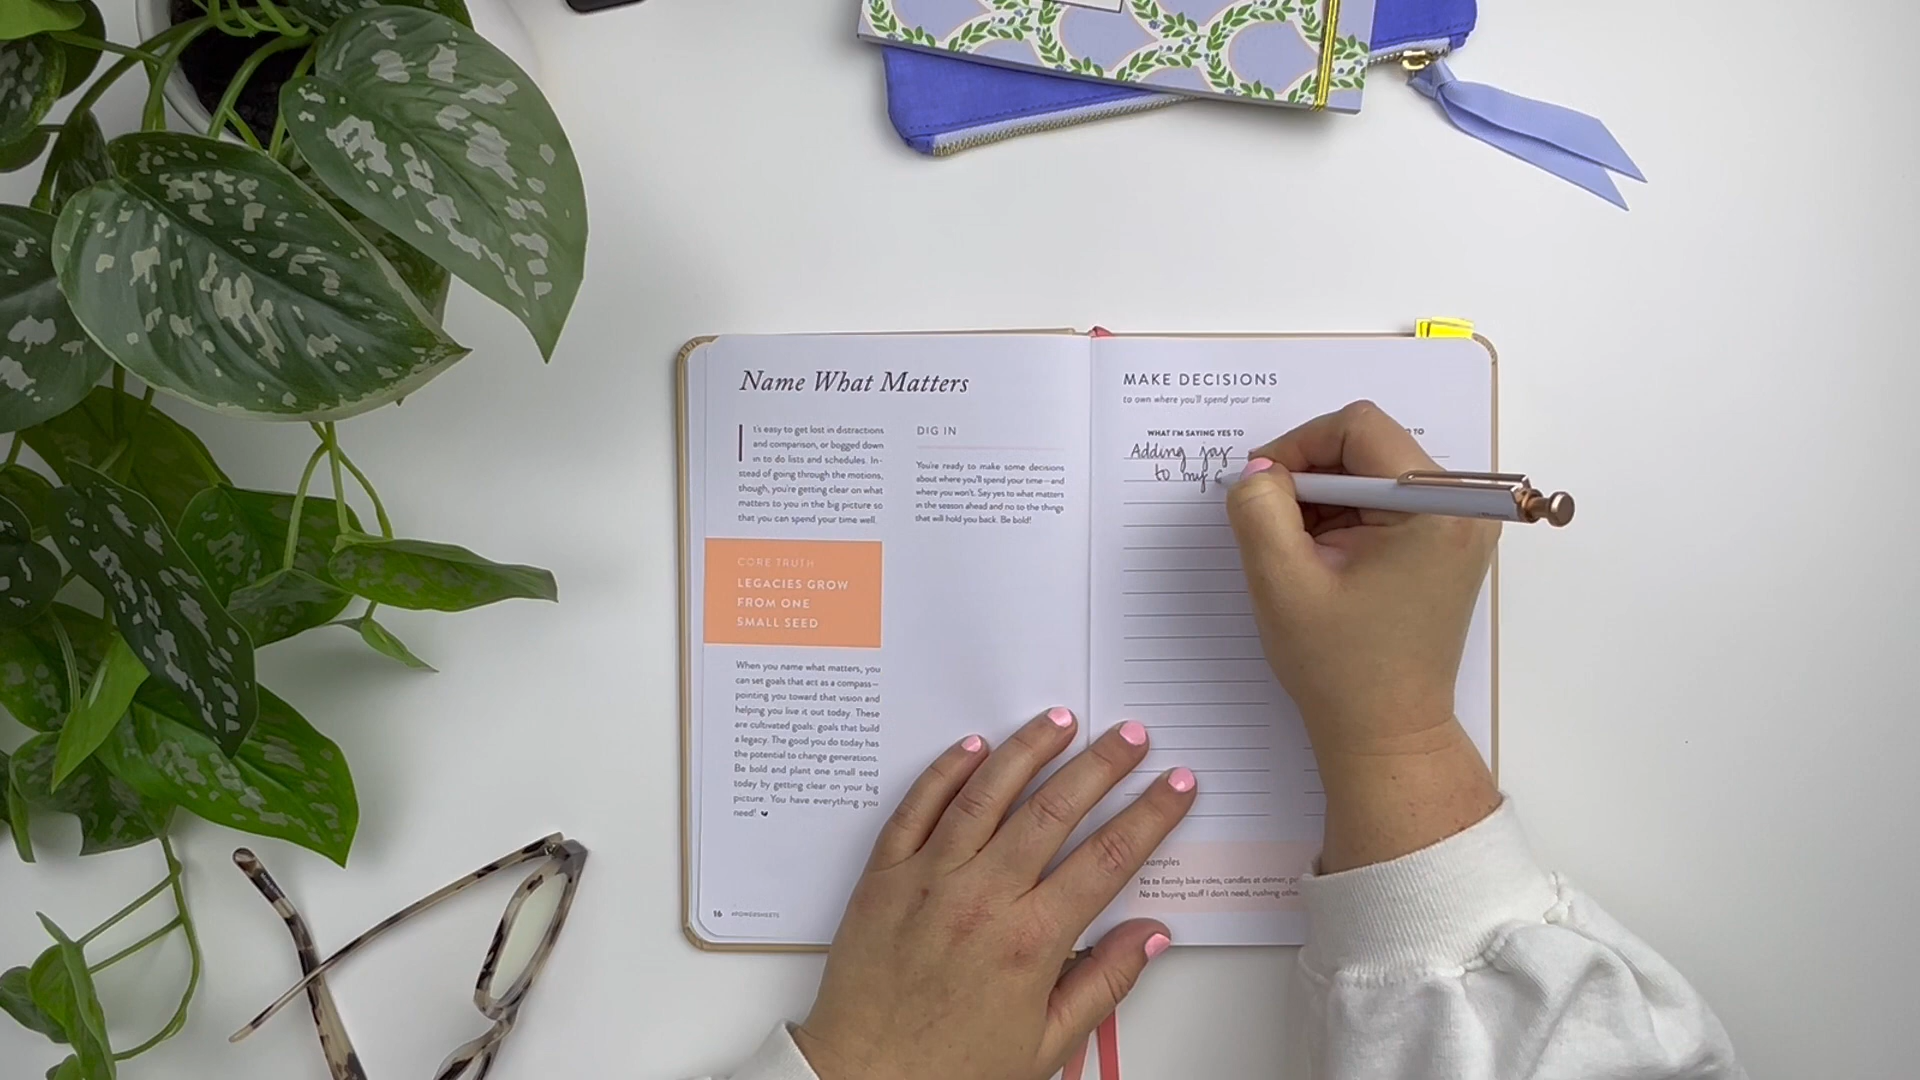 Name What Matters
It's easy to get lost in distractions
and comparison, or bogged down
in to do lists and schedules. In-
stead of going through the motions,
though, you're getting clear on what
matters to you in the big picture so
that you can spend your time well.
CORE TRUTH
LEGACIES GROW
FROM ONE
SMALL SEED
When you name what matters, you
can set goals that act as a compass—
pointing you toward that vision and
helping you live it out today. These
are cultivated goals: goals that build
a legacy. The good you do today has
the potential to change generations.
Be bold and plant one small seed
today by getting clear on your big
picture. You have everything you
need!
16 #POWERSHEETS
DIG IN
You're ready to make some decisions
about where you'll spend your time—and
where you won't. Say yes to what matters
in the season ahead and no to the things
that will hold you back. Be bold!
MAKE DECISIONS
to own where you'll spend your time
WHAT I'M SAYING YES TO
TO
Adding joy
to my
Examples
Yes to family bike rides, candles at dinner,
No to buying stuff I don't need, rushing